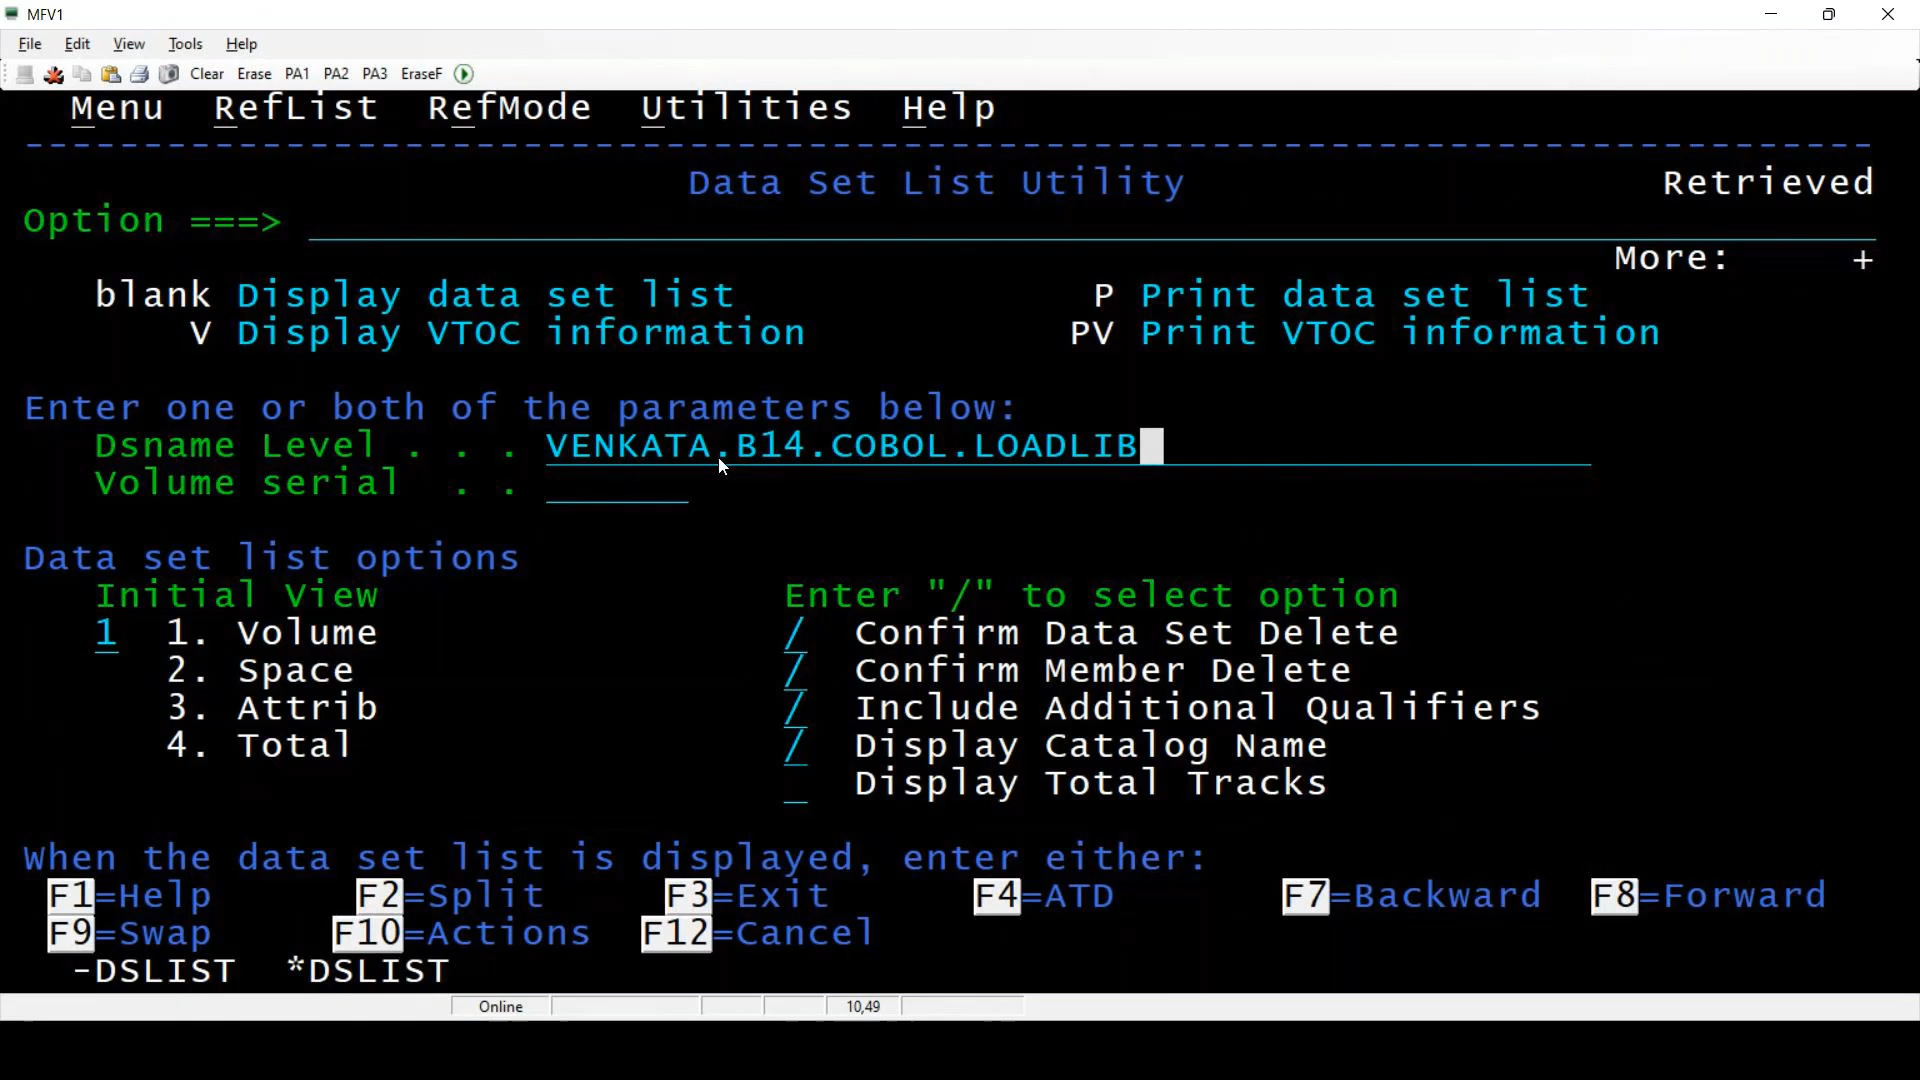 MFV1
File Edit View Tools Help
Clear Erase PA1 PA2 PA3 EraseF
Menu RefList RefMode Utilities Help
------------------------------------------------------------------------------
Data Set List Utility Retrieved
Option ===>
More: +
blank Display data set list P Print data set list
V Display VTOC information PV Print VTOC information
Enter one or both of the parameters below:
Dsname Level . . . VENKATA.B14.COBOL.LOADLIB
Volume serial . .
Data set list options
Initial View Enter "/" to select option
1 1. Volume / Confirm Data Set Delete
2. Space / Confirm Member Delete
3. Attrib / Include Additional Qualifiers
4. Total / Display Catalog Name
_ Display Total Tracks
When the data set list is displayed, enter either:
F1=Help F2=Split F3=Exit F4=ATD F7=Backward F8=Forward
F9=Swap F10=Actions F12=Cancel
-DSLIST *DSLIST
Online 10,49